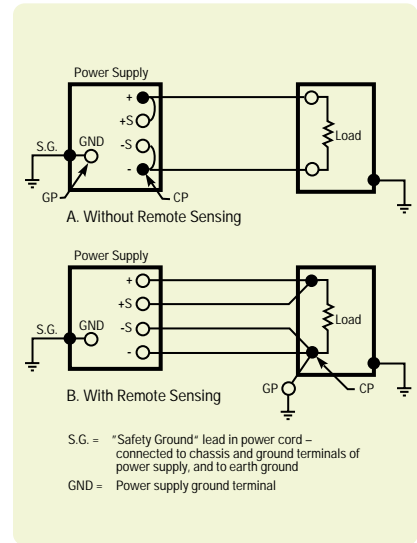 Power Supply
+
+S
-S
-
S.G.
GND
GP
CP
Load
A. Without Remote Sensing
Power Supply
+
+S
-S
-
S.G.
GND
Load
GP
CP
B. With Remote Sensing
S.G. = "Safety Ground" lead in power cord –
connected to chassis and ground terminals of
power supply, and to earth ground
GND = Power supply ground terminal